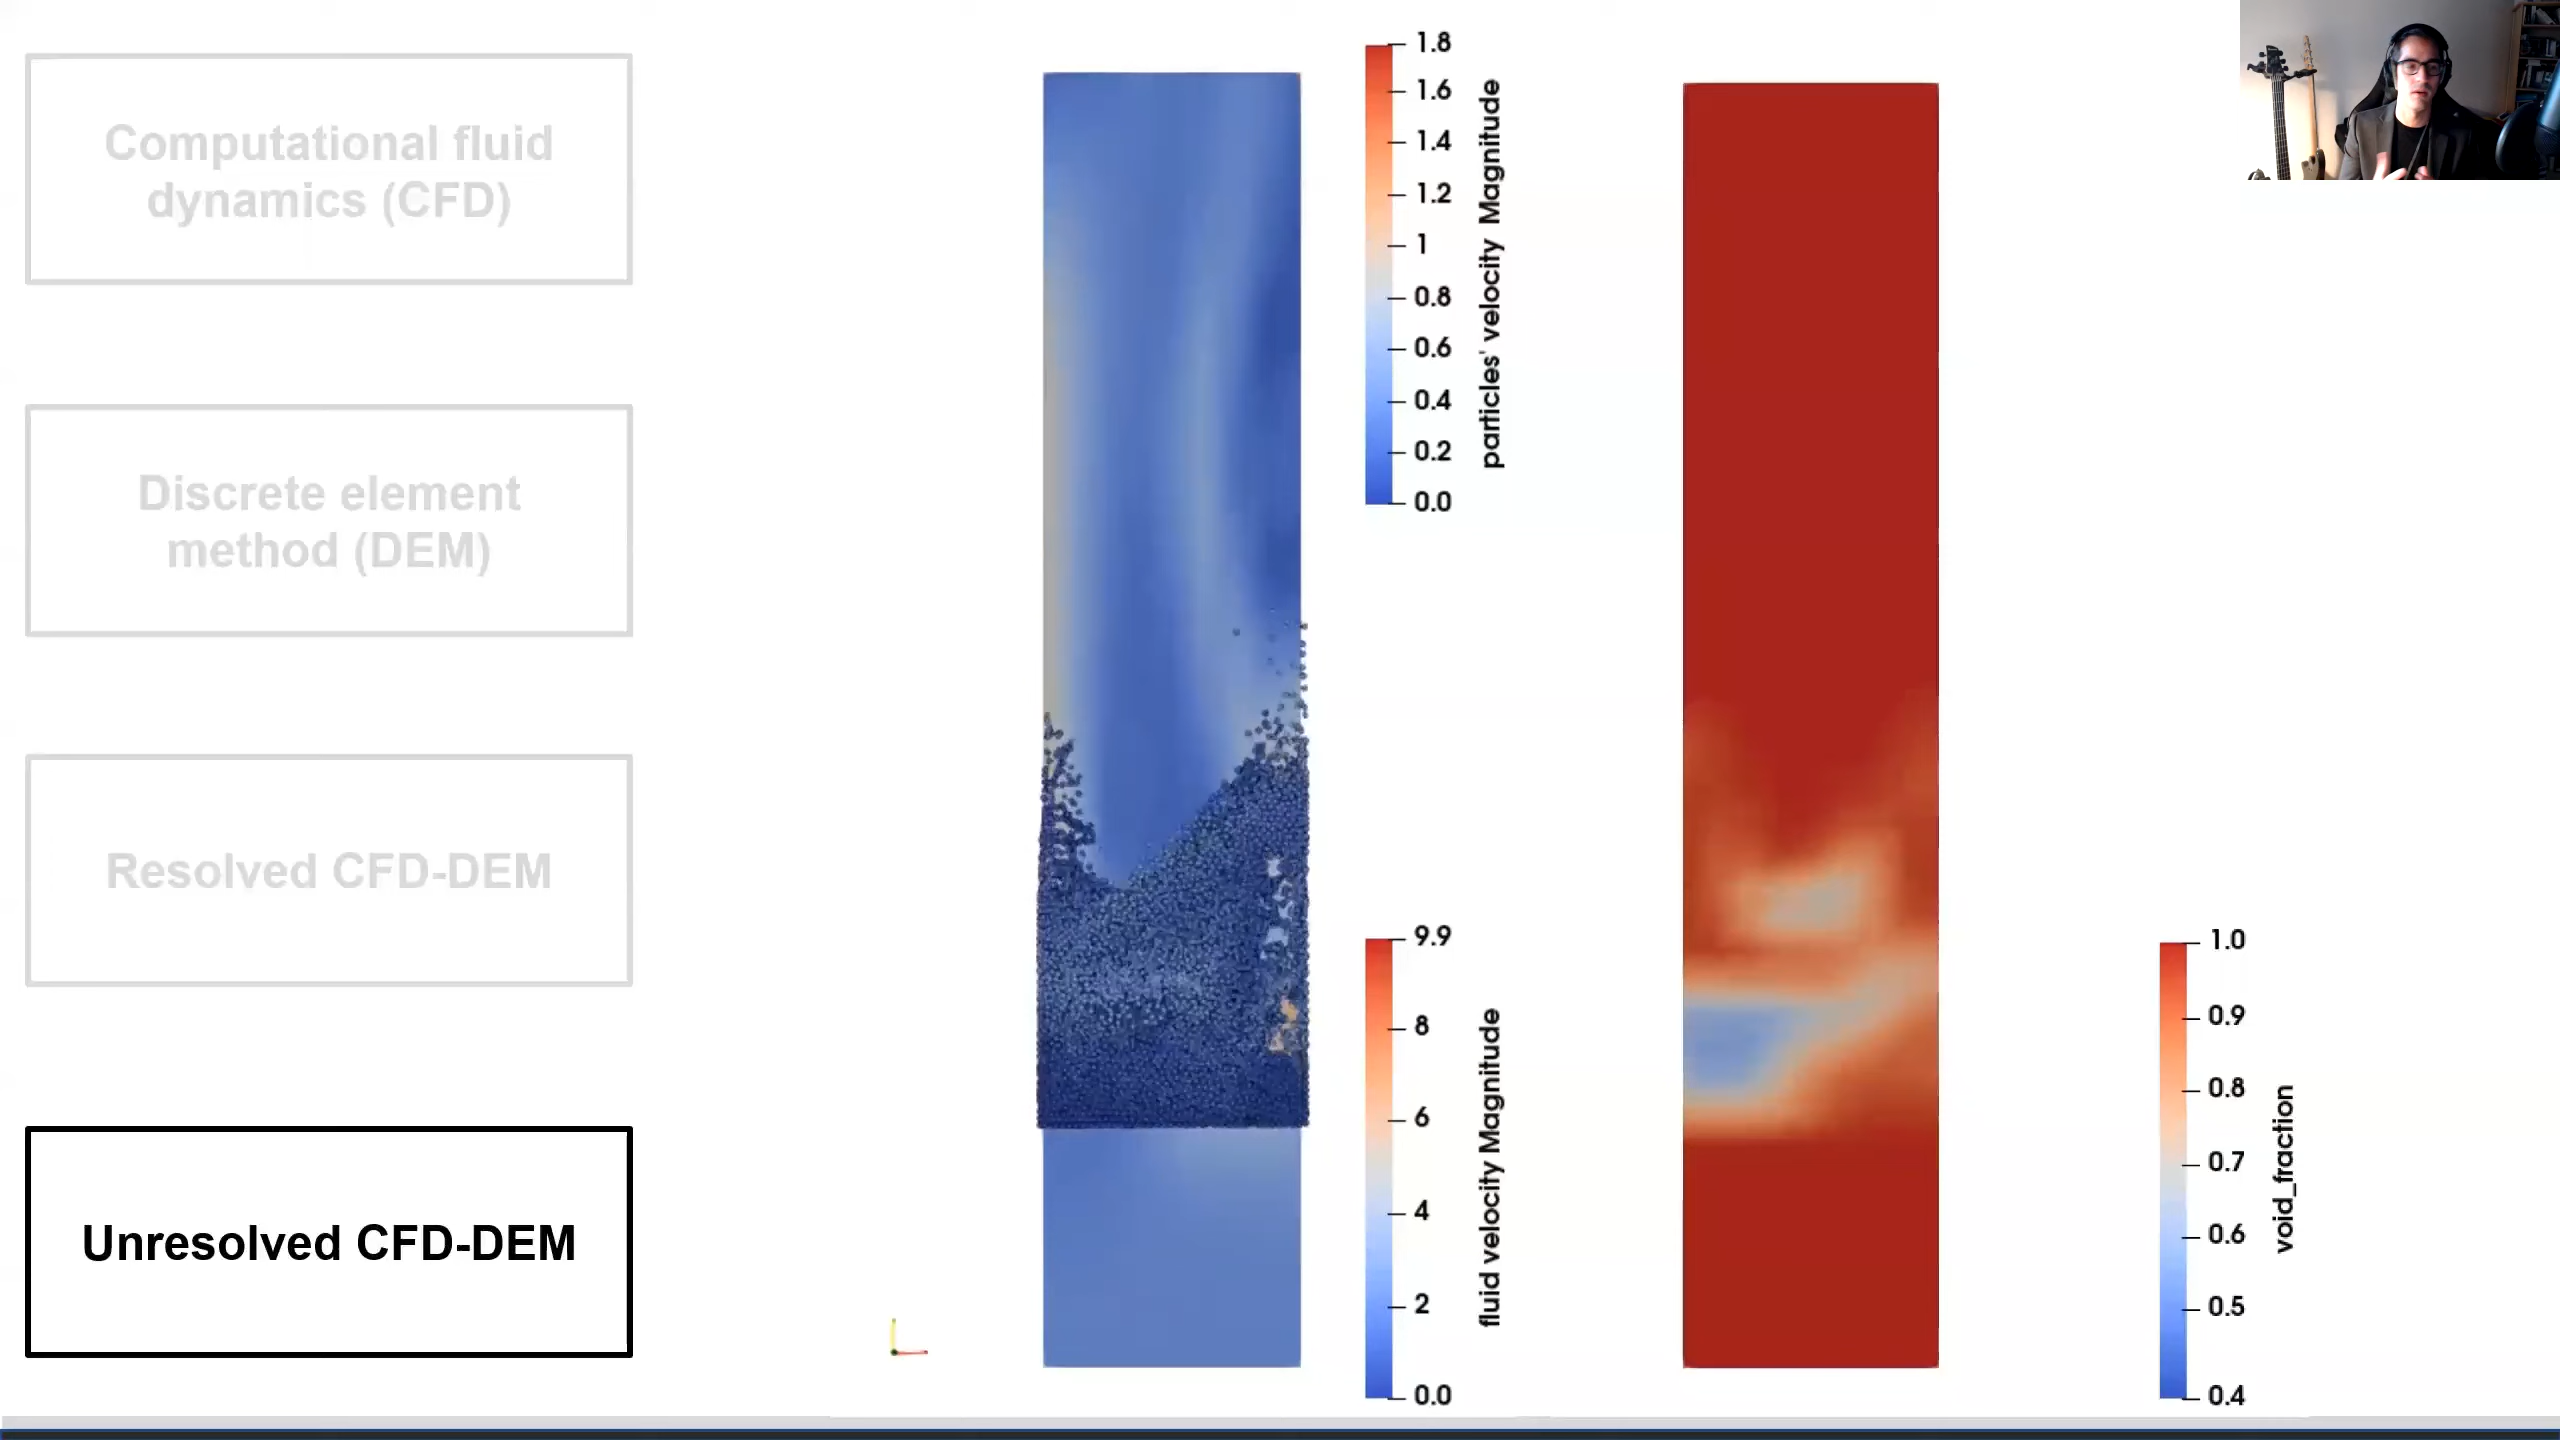 Computational fluid
dynamics (CFD)
Discrete element
method (DEM)
Resolved CFD-DEM
Unresolved CFD-DEM
1.8
1.6
1.4
1.2
1
0.8
0.6
0.4
0.2
0.0
particles' velocity Magnitude
9.9
8
6
4
2
0.0
fluid velocity Magnitude
1.0
0.9
0.8
0.7
0.6
0.5
0.4
void_fraction